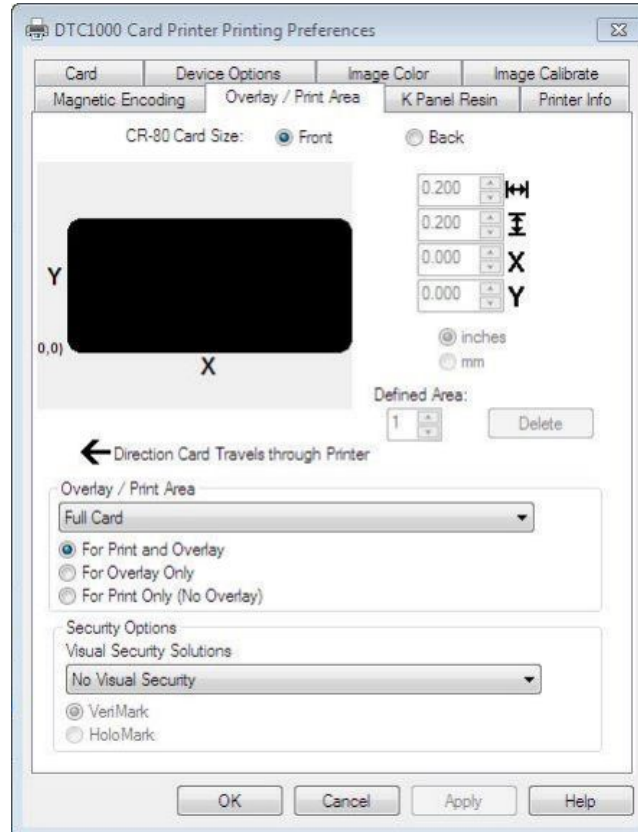 DTC1000 Card Printer Printing Preferences
Card Device Options Image Color Image Calibrate
Magnetic Encoding Overlay / Print Area K Panel Resin Printer Info
CR-80 Card Size: Front Back
0.200
0.200
0.000 X
0.000 Y
Y
0,0)
X
inches
mm
Defined Area:
1 Delete
Direction Card Travels through Printer
Overlay / Print Area
Full Card
For Print and Overlay
For Overlay Only
For Print Only (No Overlay)
Security Options
Visual Security Solutions
No Visual Security
VeriMark
HoloMark
OK Cancel Apply Help